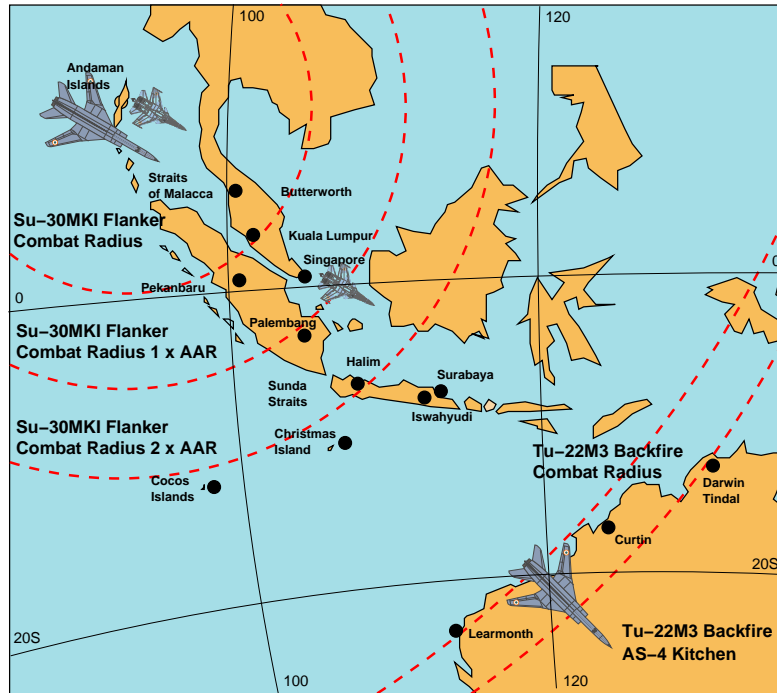 100
120
Andaman
Islands
Straits
of Malacca
Butterworth
Su–30MKI Flanker
Combat Radius
Kuala Lumpur
Singapore
0
Pekanbaru
0
Su–30MKI Flanker
Combat Radius 1 x AAR
Palembang
Halim
Surabaya
Sunda
Straits
Iswahyudi
Su–30MKI Flanker
Combat Radius 2 x AAR
Christmas
Island
Tu–22M3 Backfire
Combat Radius
Cocos
Islands
Darwin
Tindal
Curtin
20S
20S
Learmonth
Tu–22M3 Backfire
AS–4 Kitchen
100
120